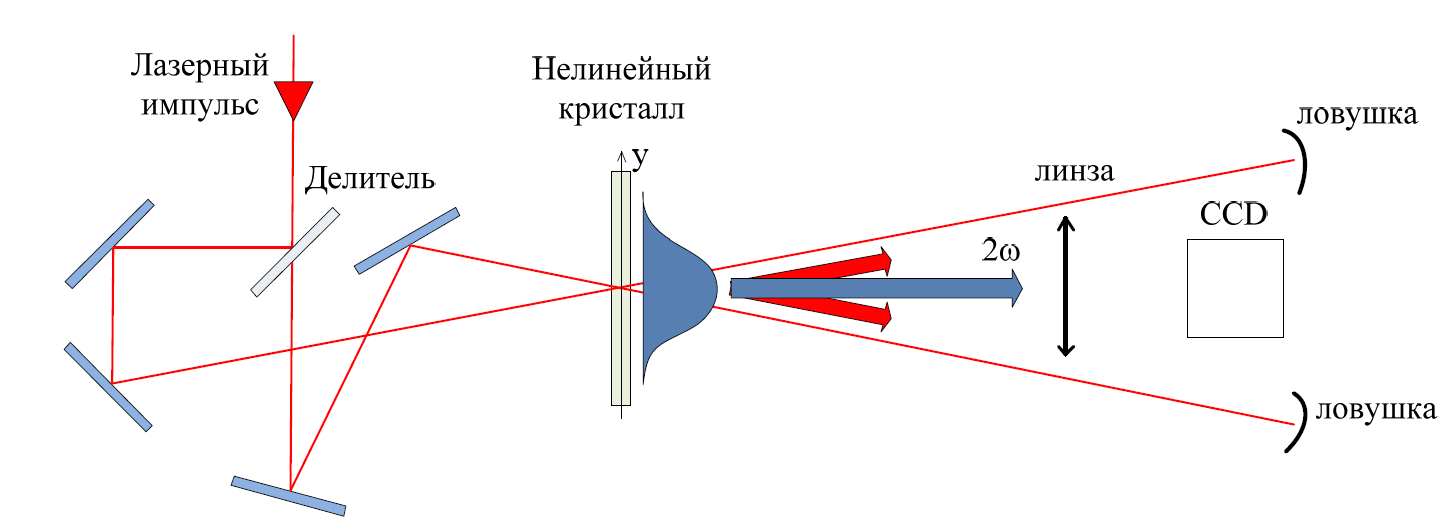 Лазерный
импульс
Нелинейный
кристалл
y
Делитель
линза
ловушка
CCD
2ω
ловушка